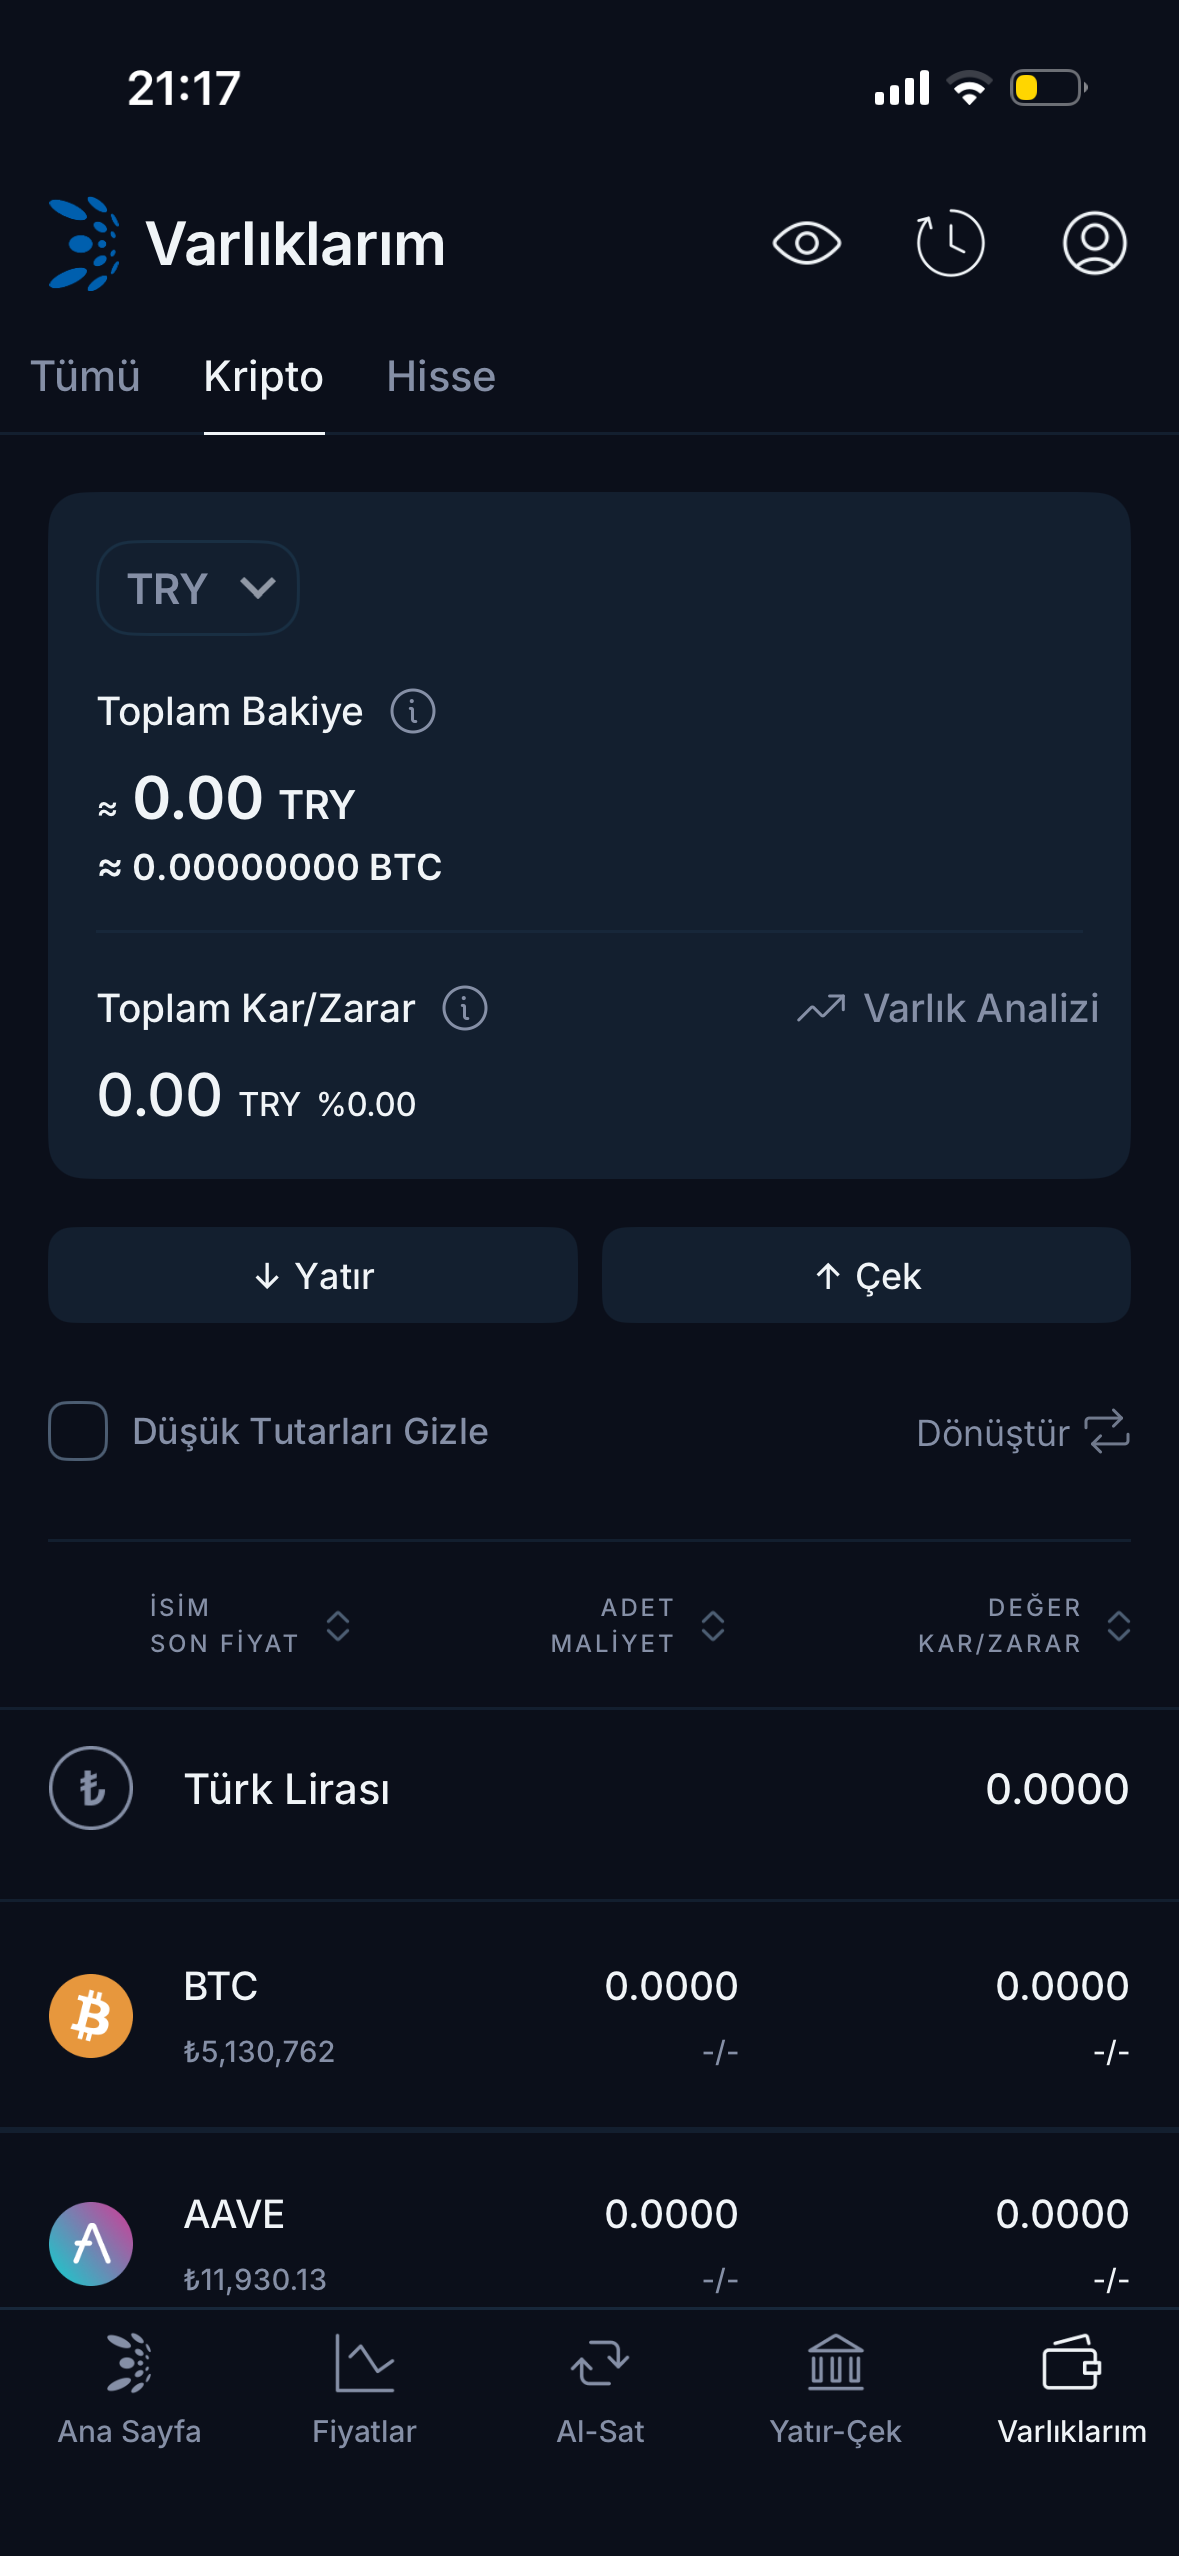 21:17
Varlıklarım
Tümü Kripto Hisse
TRY
Toplam Bakiye
≈ 0.00 TRY
≈ 0.00000000 BTC
Toplam Kar/Zarar
Varlık Analizi
0.00 TRY %0.00
↓ Yatır
↑ Çek
Düşük Tutarları Gizle
Dönüştür
İSİM
SON FİYAT
ADET
MALİYET
DEĞER
KAR/ZARAR
₺ Türk Lirası 0.0000
BTC 0.0000 0.0000
₺5,130,762 -/- -/-
AAVE 0.0000 0.0000
₺11,930.13 -/- -/-
Ana Sayfa Fiyatlar Al-Sat Yatır-Çek Varlıklarım